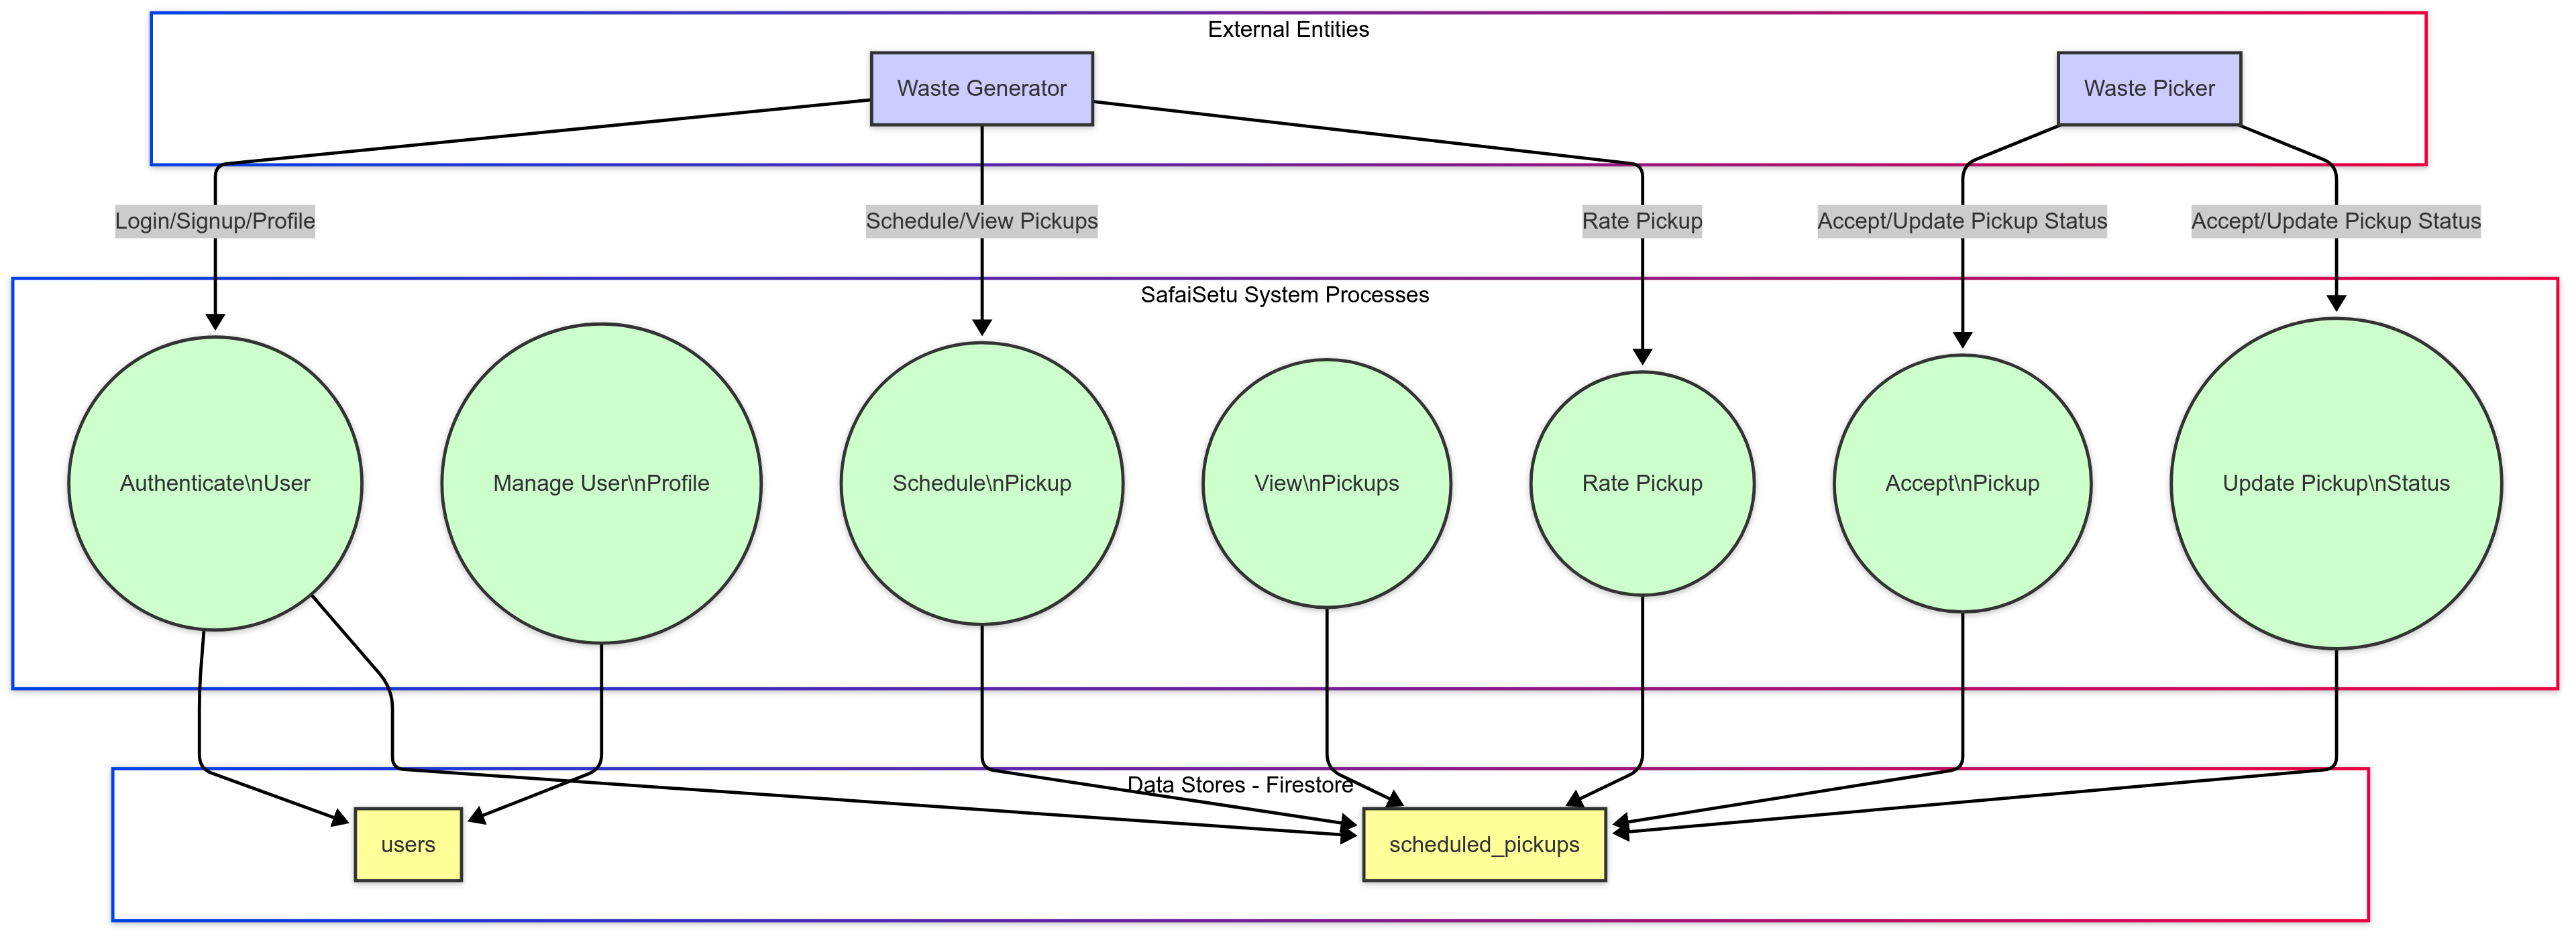 External Entities
Waste Generator
Waste Picker
Login/Signup/Profile
Schedule/View Pickups
Rate Pickup
Accept/Update Pickup Status
Accept/Update Pickup Status
SafaiSetu System Processes
Authenticate\nUser
Manage User\nProfile
Schedule\nPickup
View\nPickups
Rate Pickup
Accept\nPickup
Update Pickup\nStatus
Data Stores - Firestore
users
scheduled_pickups